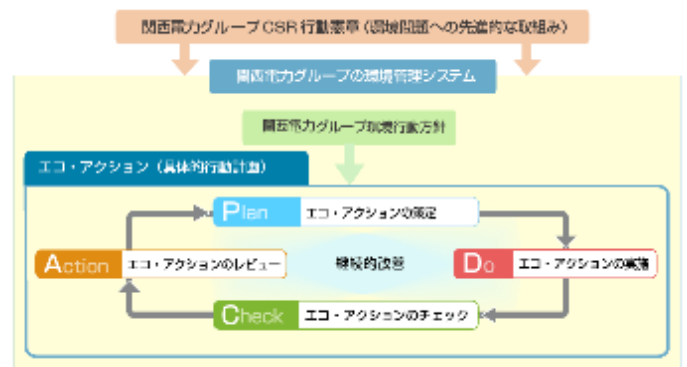 関西電力グループCSR行動憲章（環境問題への先進的な取組み）
関西電力グループの環境管理システム
関西電力グループ環境行動方針
エコ・アクション（具体的行動計画）
Plan エコ・アクションの策定
Action エコ・アクションのレビュー
継続的改善
Do エコ・アクションの実施
Check エコ・アクションのチェック